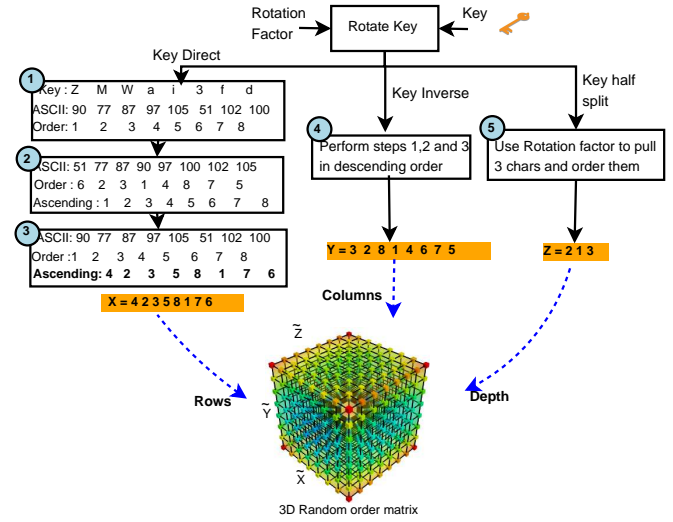 Rotation
Factor
Rotate Key
Key
Key Direct
Key Inverse
Key half
split
1
Key : Z M W a i 3 f d
ASCII: 90 77 87 97 105 51 102 100
Order: 1 2 3 4 5 6 7 8
2
ASCII: 51 77 87 90 97 100 102 105
Order : 6 2 3 1 4 8 7 5
Ascending : 1 2 3 4 5 6 7 8
3
ASCII: 90 77 87 97 105 51 102 100
Order :1 2 3 4 5 6 7 8
Ascending: 4 2 3 5 8 1 7 6
X = 4 2 3 5 8 1 7 6
4
Perform steps 1,2 and 3
in descending order
Y = 3 2 8 1 4 6 7 5
5
Use Rotation factor to pull
3 chars and order them
Z = 2 1 3
Columns
Rows
Depth
Z̃
Ỹ
X̃
3D Random order matrix